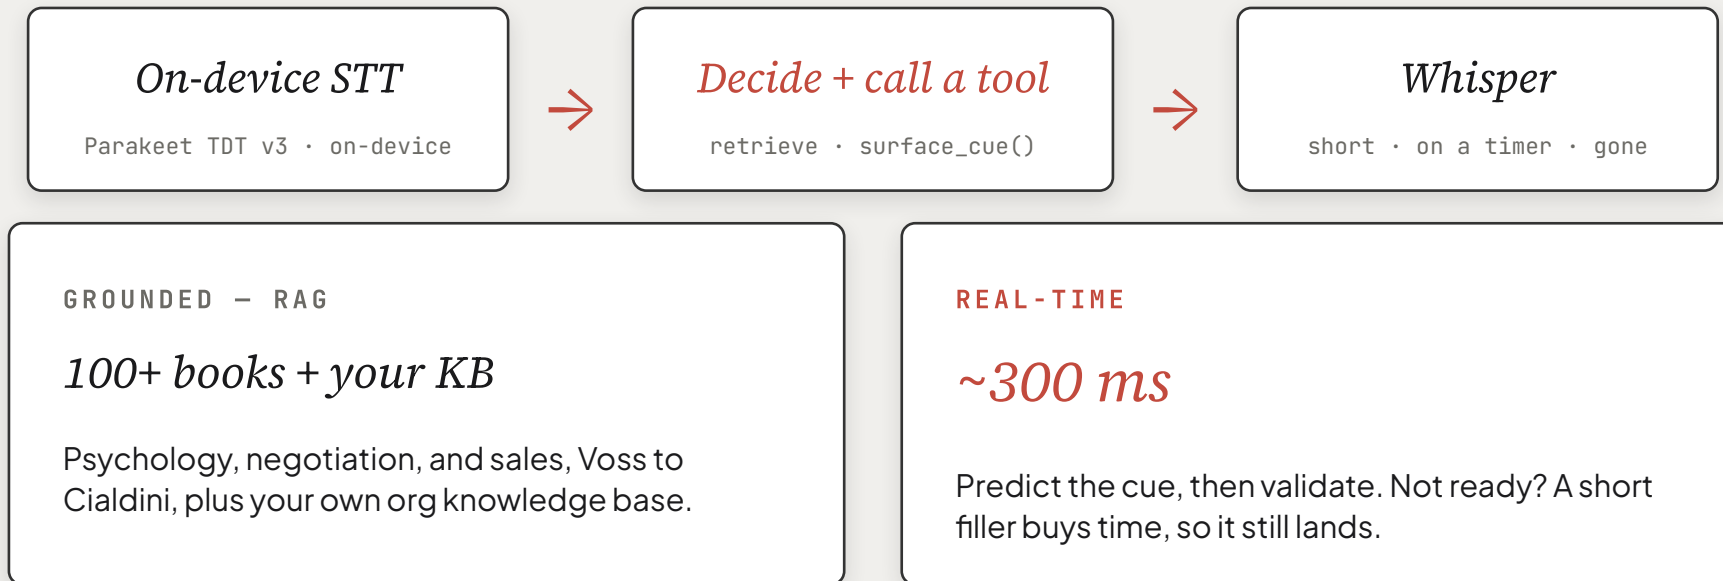 On-device STT
Parakeet TDT v3 · on-device
Decide + call a tool
retrieve · surface_cue()
Whisper
short · on a timer · gone
GROUNDED — RAG
100+ books + your KB
Psychology, negotiation, and sales, Voss to
Cialdini, plus your own org knowledge base.
REAL-TIME
~300 ms
Predict the cue, then validate. Not ready? A short
filler buys time, so it still lands.